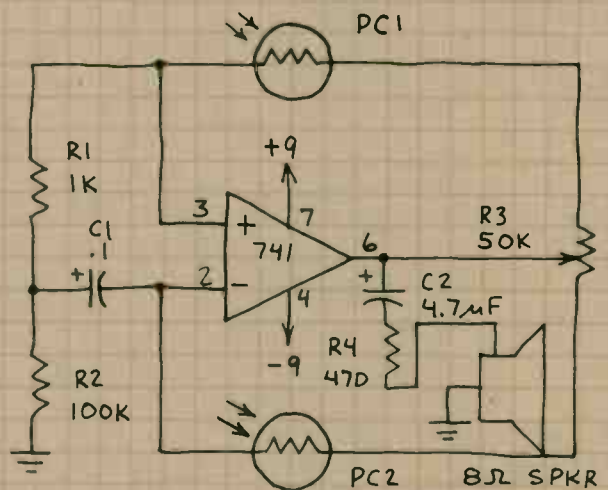 PC1
+9
R1
1K
C1
.1
+
3
+
7
741
2
-
4
-9
6
+
R3
50K
C2
4.7µF
R4
470
R2
100K
PC2
8Ω SPKR